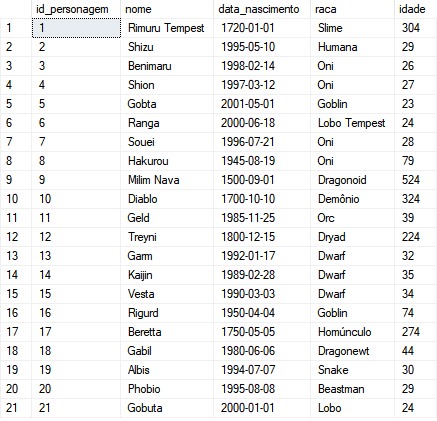 id_personagem nome data_nascimento raca idade
1 1 Rimuru Tempest 1720-01-01 Slime 304
2 2 Shizu 1995-05-10 Humana 29
3 3 Benimaru 1998-02-14 Oni 26
4 4 Shion 1997-03-12 Oni 27
5 5 Gobta 2001-05-01 Goblin 23
6 6 Ranga 2000-06-18 Lobo Tempest 24
7 7 Souei 1996-07-21 Oni 28
8 8 Hakurou 1945-08-19 Oni 79
9 9 Milim Nava 1500-09-01 Dragonoid 524
10 10 Diablo 1700-10-10 Demônio 324
11 11 Geld 1985-11-25 Orc 39
12 12 Treyni 1800-12-15 Dryad 224
13 13 Garm 1992-01-17 Dwarf 32
14 14 Kaijin 1989-02-28 Dwarf 35
15 15 Vesta 1990-03-03 Dwarf 34
16 16 Rigurd 1950-04-04 Goblin 74
17 17 Beretta 1750-05-05 Homúnculo 274
18 18 Gabil 1980-06-06 Dragonewt 44
19 19 Albis 1994-07-07 Snake 30
20 20 Phobio 1995-08-08 Beastman 29
21 21 Gobuta 2000-01-01 Lobo 24